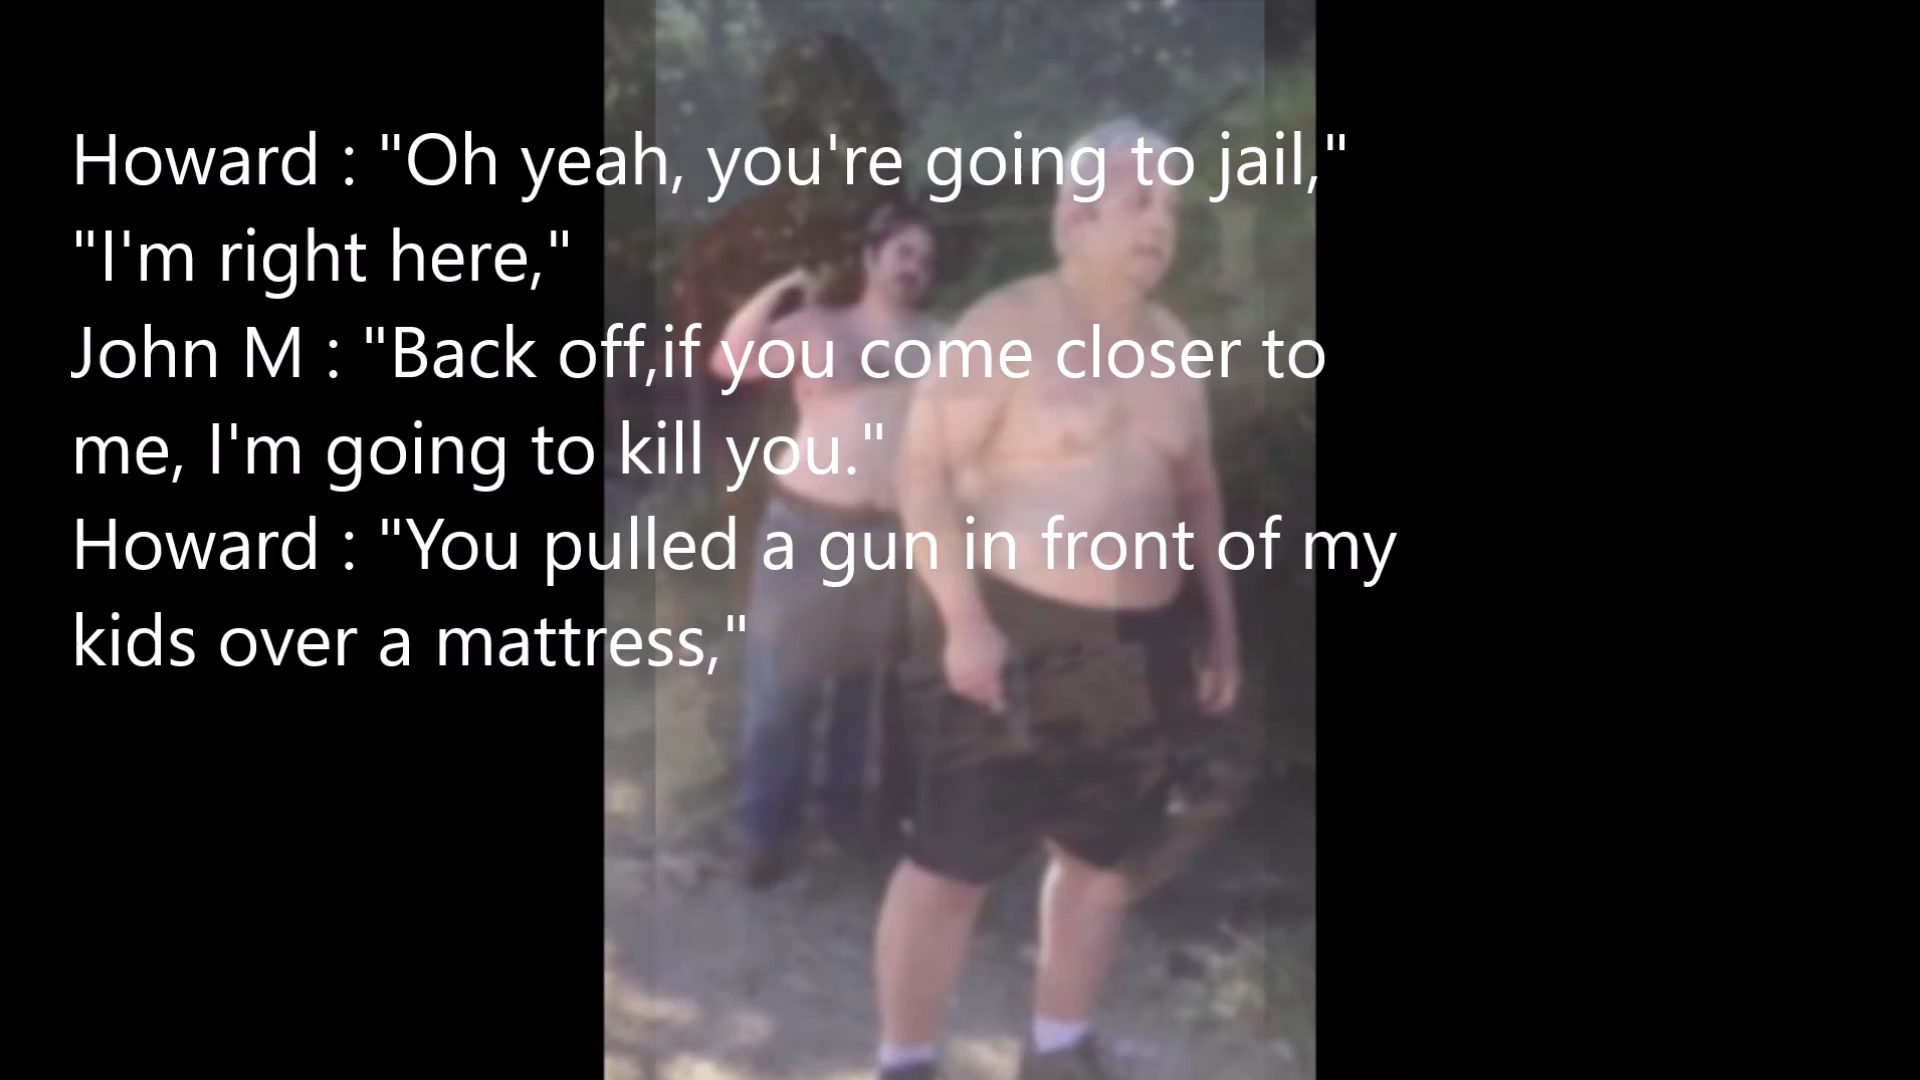 Howard : "Oh yeah, you're going to jail,"
"I'm right here,"
John M : "Back off,if you come closer to
me, I'm going to kill you."
Howard : "You pulled a gun in front of my
kids over a mattress,"